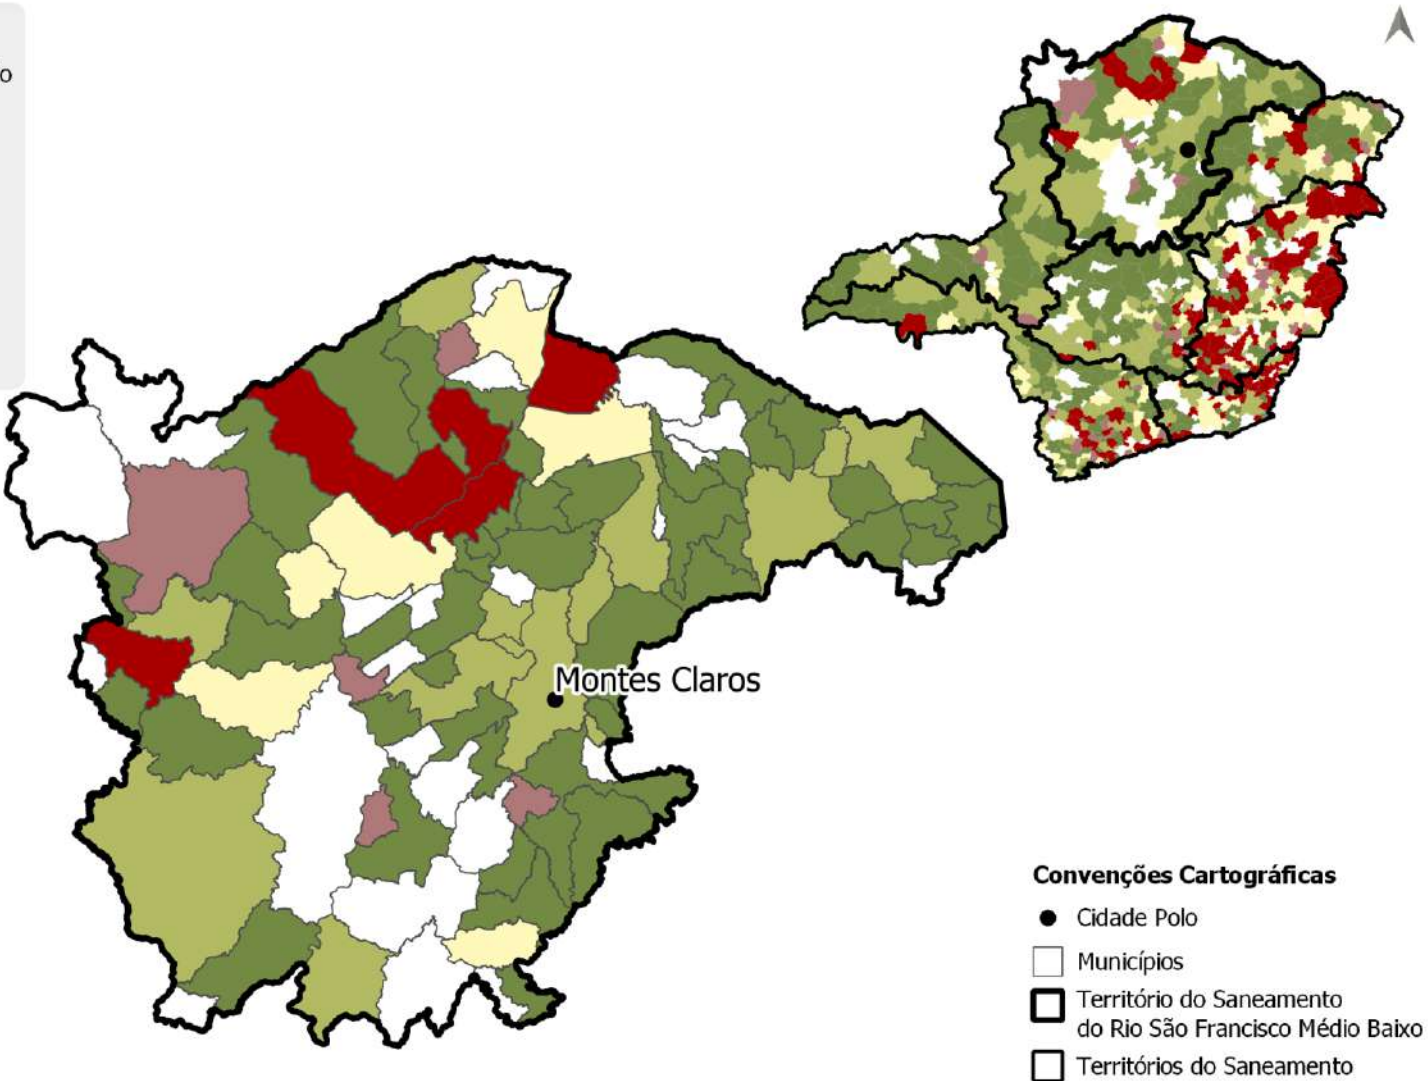 o
Montes Claros
Convenções Cartográficas
Cidade Polo
Municípios
Território do Saneamento
do Rio São Francisco Médio Baixo
Territórios do Saneamento